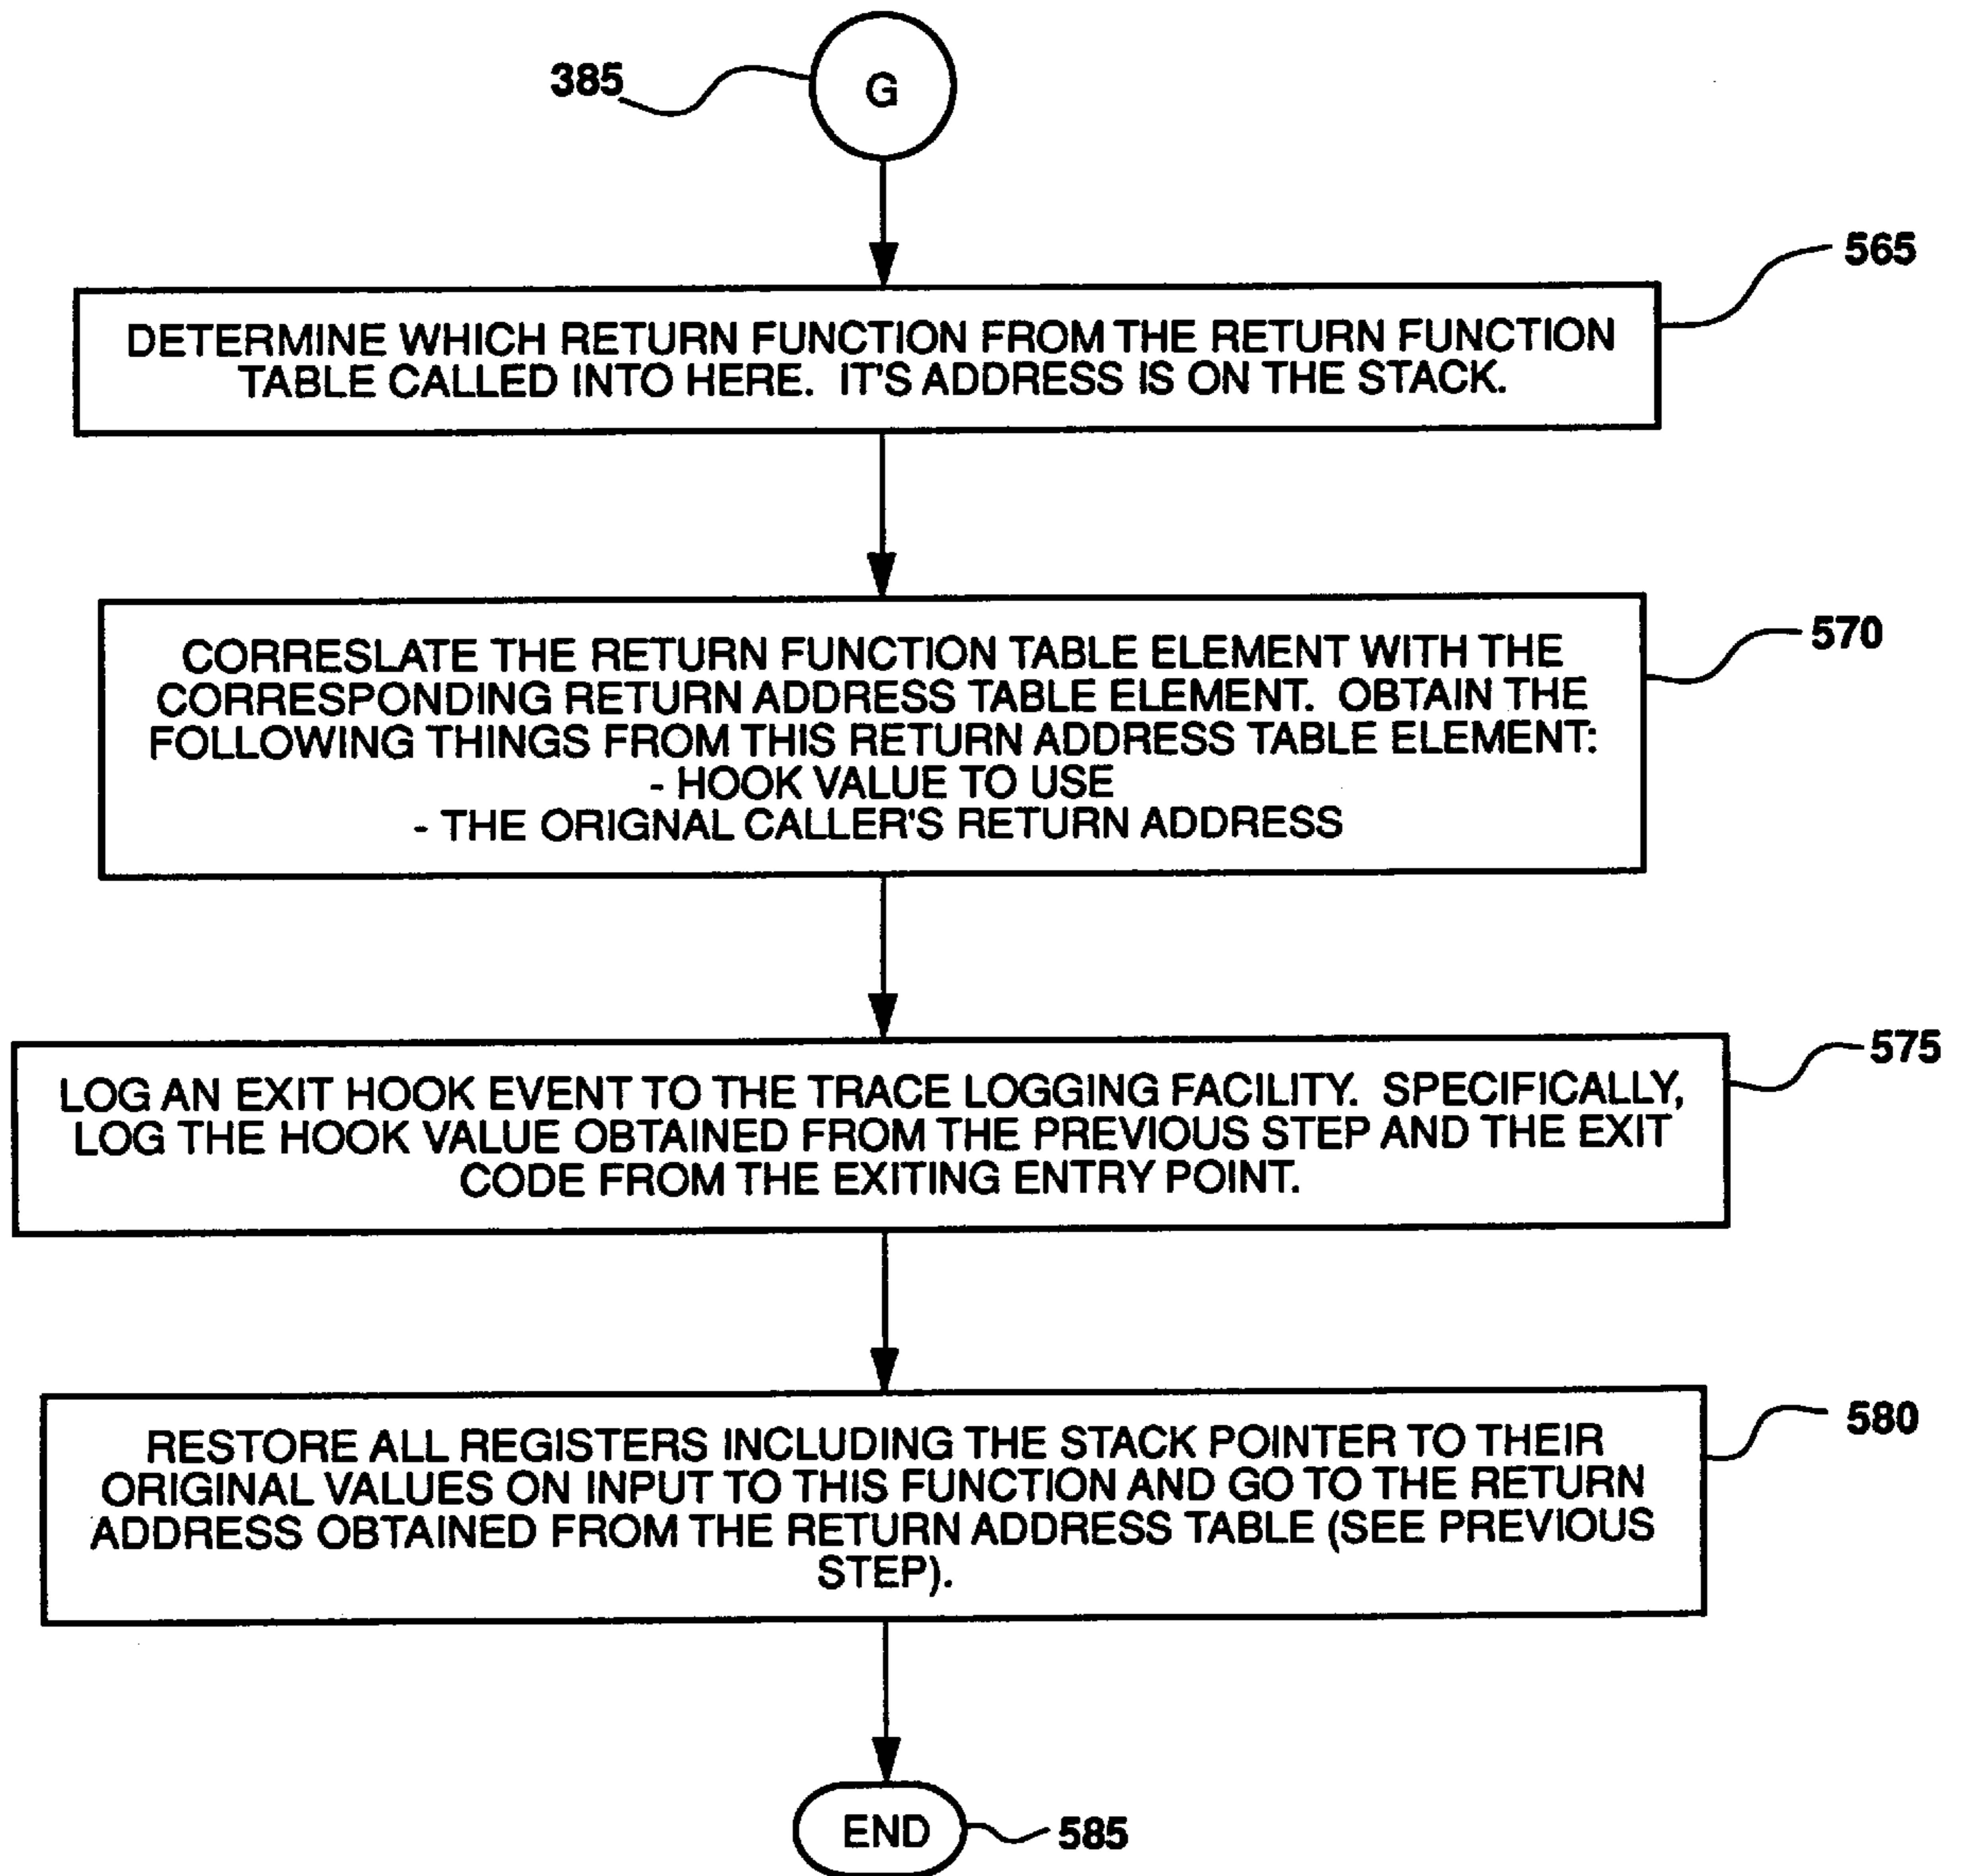 385
G
565
DETERMINE WHICH RETURN FUNCTION FROM THE RETURN FUNCTION
TABLE CALLED INTO HERE. IT'S ADDRESS IS ON THE STACK.
570
CORRESLATE THE RETURN FUNCTION TABLE ELEMENT WITH THE
CORRESPONDING RETURN ADDRESS TABLE ELEMENT. OBTAIN THE
FOLLOWING THINGS FROM THIS RETURN ADDRESS TABLE ELEMENT:
- HOOK VALUE TO USE
- THE ORIGNAL CALLER'S RETURN ADDRESS
575
LOG AN EXIT HOOK EVENT TO THE TRACE LOGGING FACILITY. SPECIFICALLY,
LOG THE HOOK VALUE OBTAINED FROM THE PREVIOUS STEP AND THE EXIT
CODE FROM THE EXITING ENTRY POINT.
580
RESTORE ALL REGISTERS INCLUDING THE STACK POINTER TO THEIR
ORIGINAL VALUES ON INPUT TO THIS FUNCTION AND GO TO THE RETURN
ADDRESS OBTAINED FROM THE RETURN ADDRESS TABLE (SEE PREVIOUS
STEP).
END
585